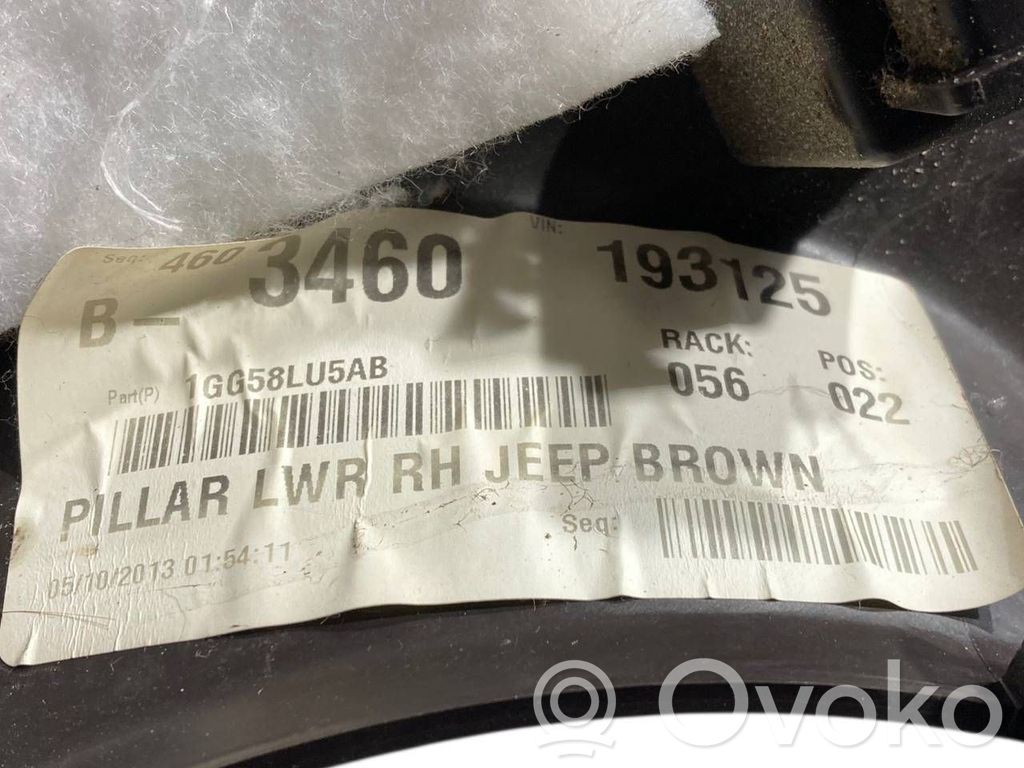 Seq: 460 3460 VIN: 193125
B-
RACK: POS:
Part(P) 1GG58LU5AB 056 022
PILLAR LWR RH JEEP BROWN
Seq:
05/10/2013 01:54:11
Ovoko